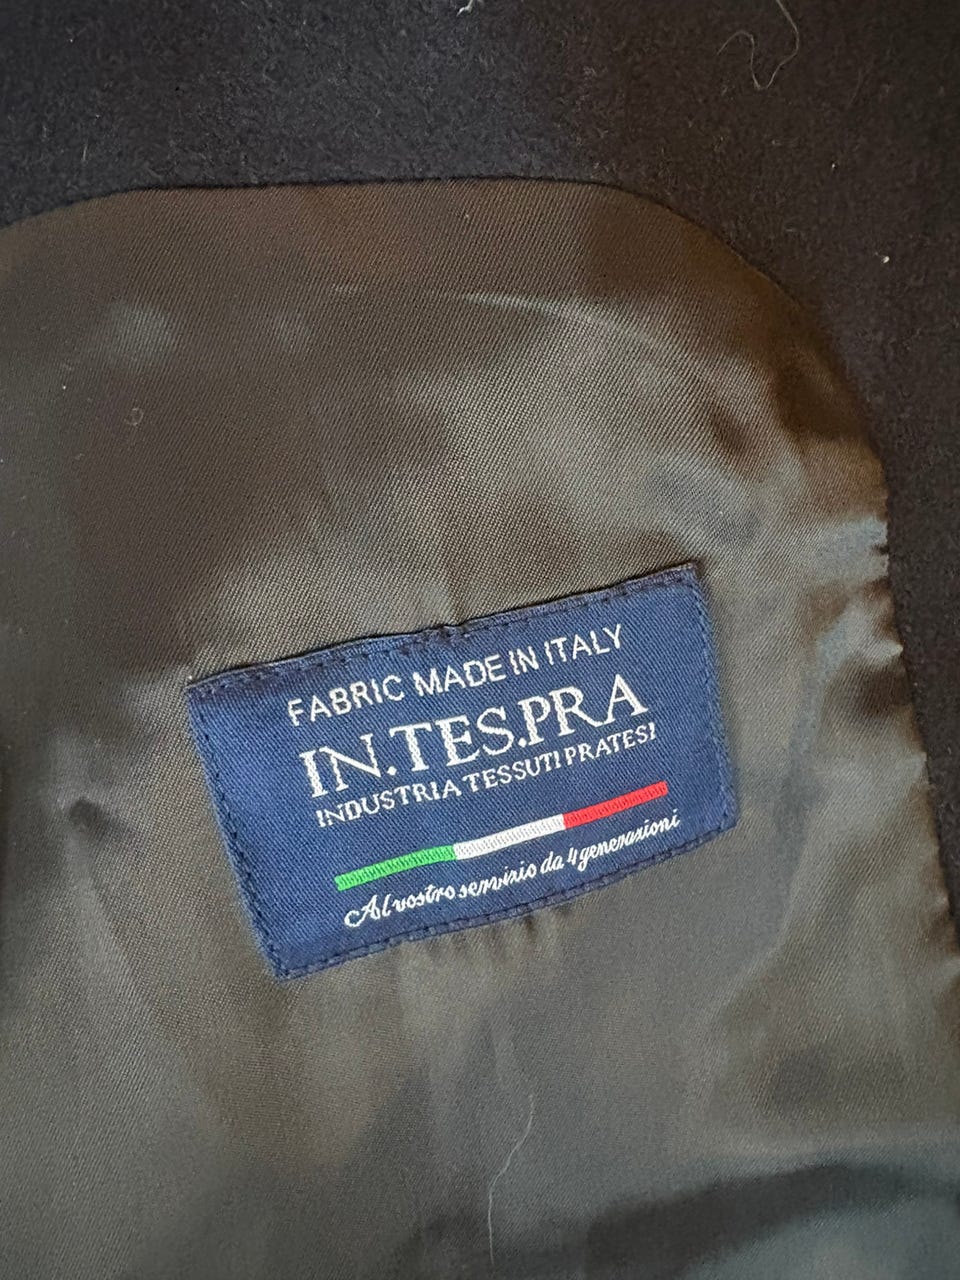 FABRIC MADE IN ITALY
IN.TES.PRA
INDUSTRIA TESSUTI PRATESI
Al vostro servizio da 4 generazioni